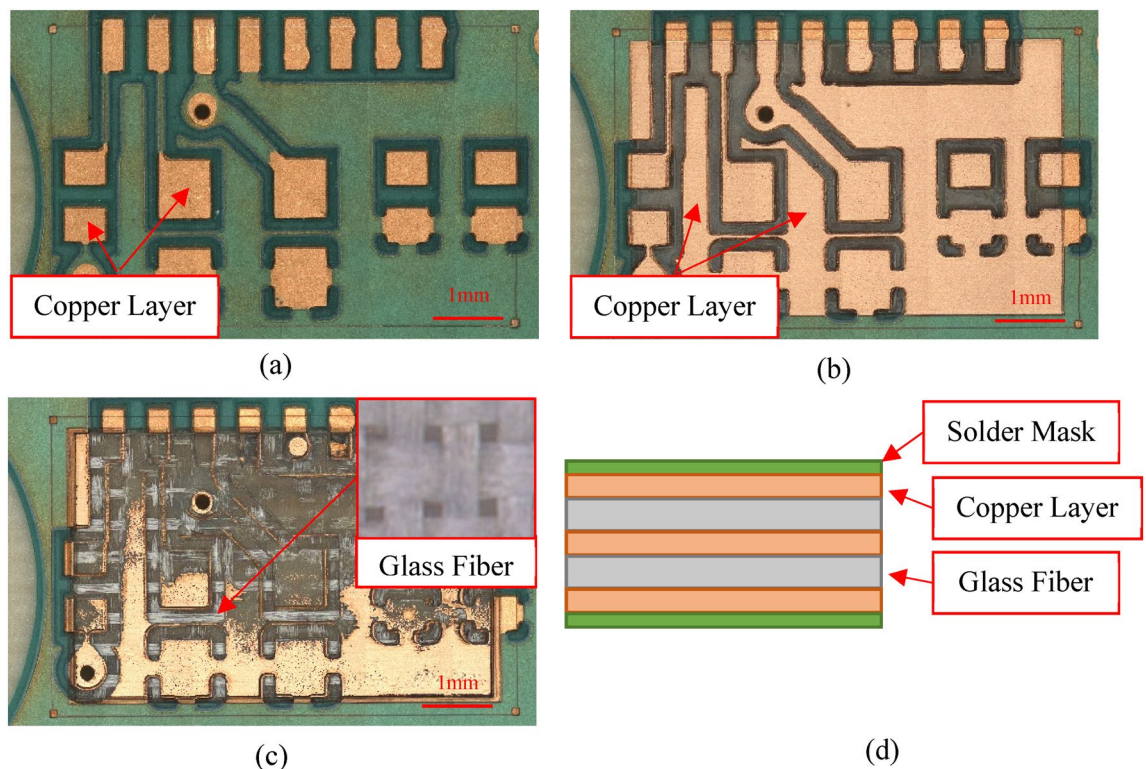 Copper Layer
1mm
(a)
Copper Layer
1mm
(b)
Glass Fiber
1mm
(c)
Solder Mask
Copper Layer
Glass Fiber
(d)